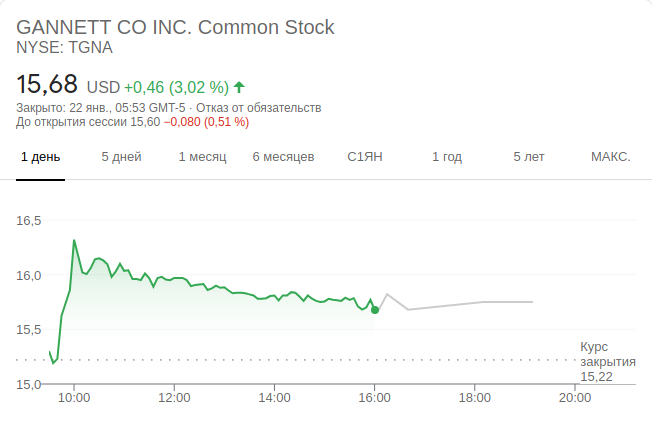 GANNETT CO INC. Common Stock
NYSE: TGNA
15,68 USD +0,46 (3,02 %)
Закрыто: 22 янв., 05:53 GMT-5 · Отказ от обязательств
До открытия сессии 15,60 −0,080 (0,51 %)
1 день 5 дней 1 месяц 6 месяцев С1ЯН 1 год 5 лет МАКС.
16,5
16,0
15,5
Курс
закрытия
15,22
15,0
10:00 12:00 14:00 16:00 18:00 20:00